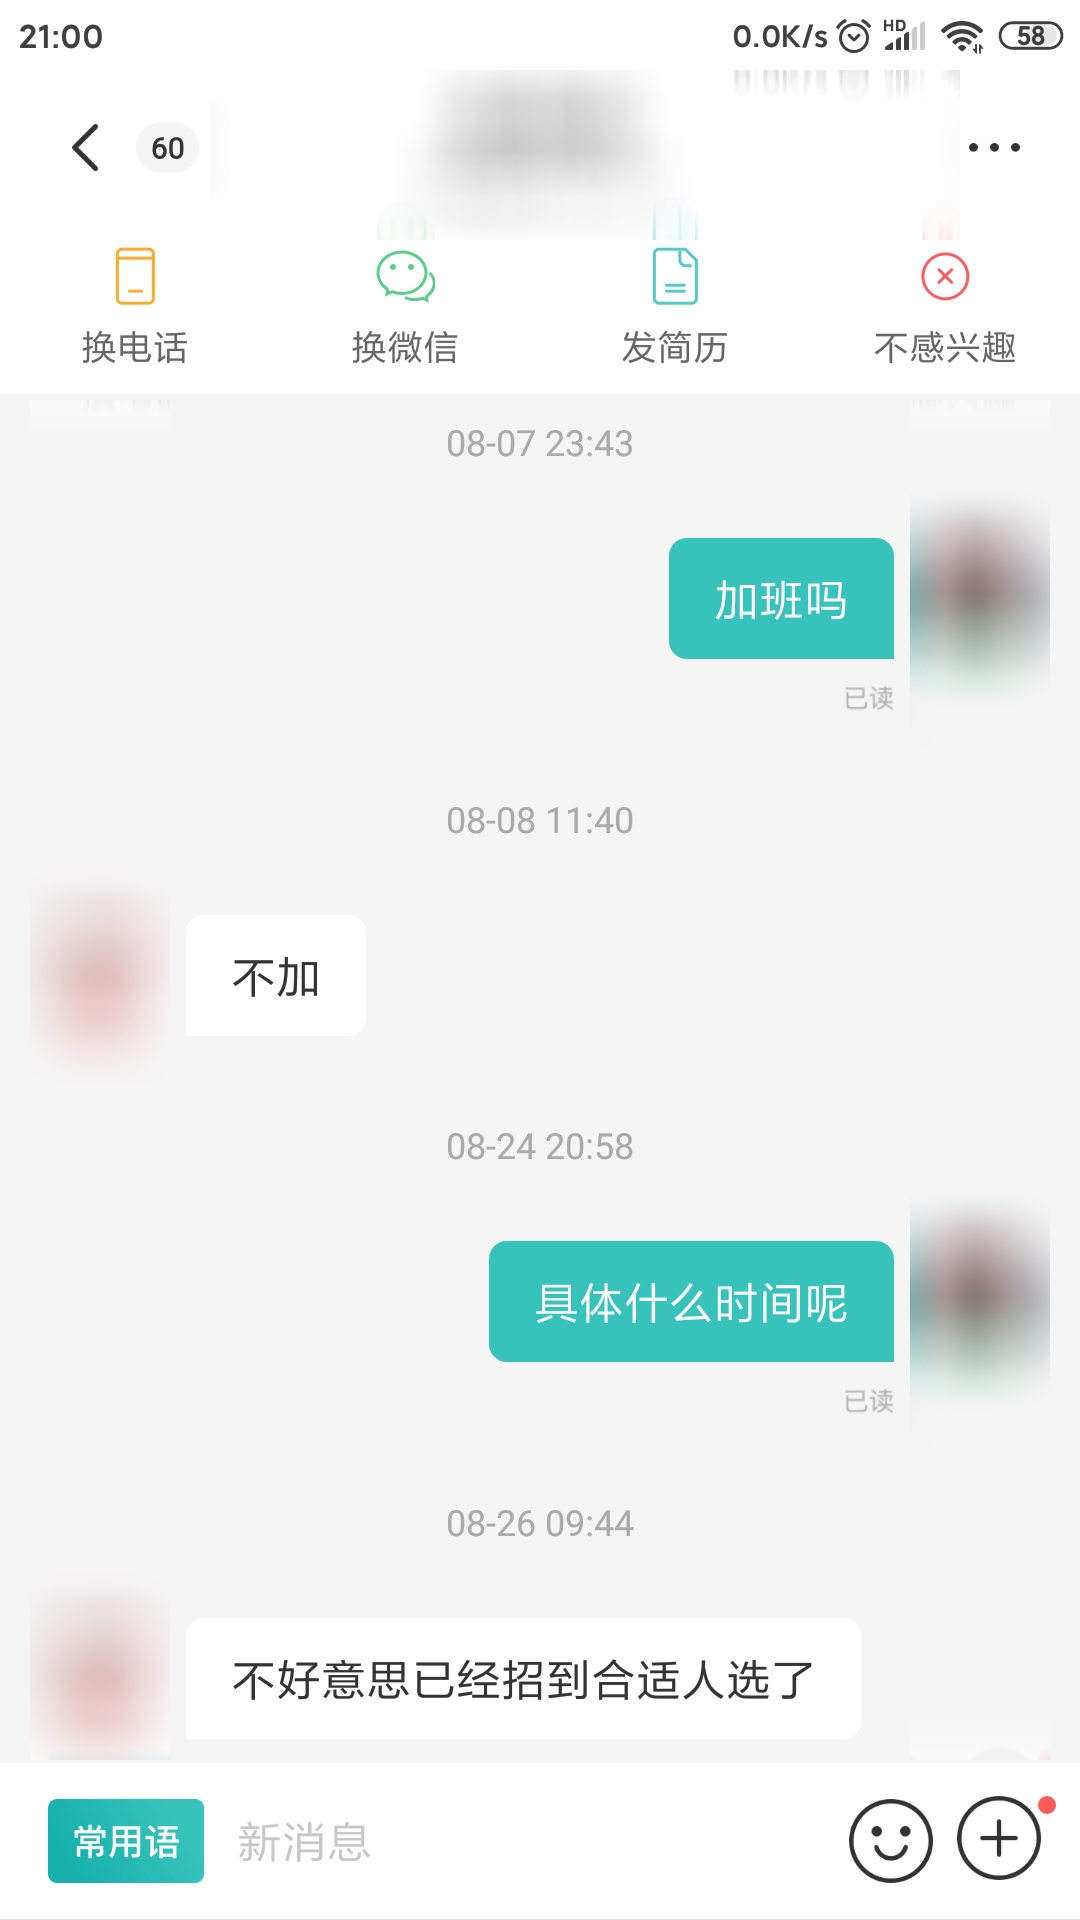 21:00 0.0K/s HD 58
60
换电话 换微信 发简历 不感兴趣
08-07 23:43
加班吗
已读
08-08 11:40
不加
08-24 20:58
具体什么时间呢
已读
08-26 09:44
不好意思已经招到合适人选了
常用语 新消息